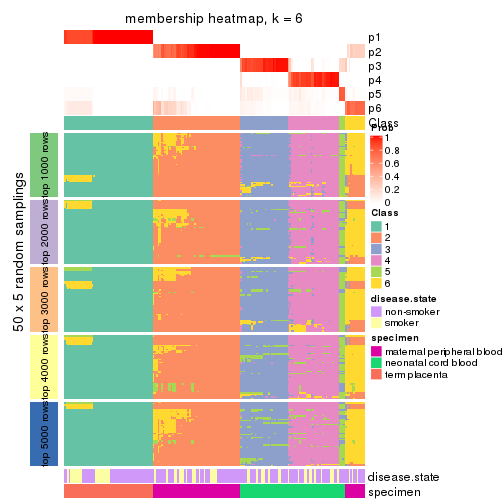 membership heatmap, k = 6
p1
p2
p3
p4
p5
p6
Class
Prob
1
0.8
0.6
0.4
0.2
0
Class
1
2
3
4
5
6
disease.state
non-smoker
smoker
specimen
maternal peripheral blood
neonatal cord blood
term placenta
50 x 5 random samplings
top 1000 rows
top 2000 rows
top 3000 rows
top 4000 rows
top 5000 rows
disease.state
specimen